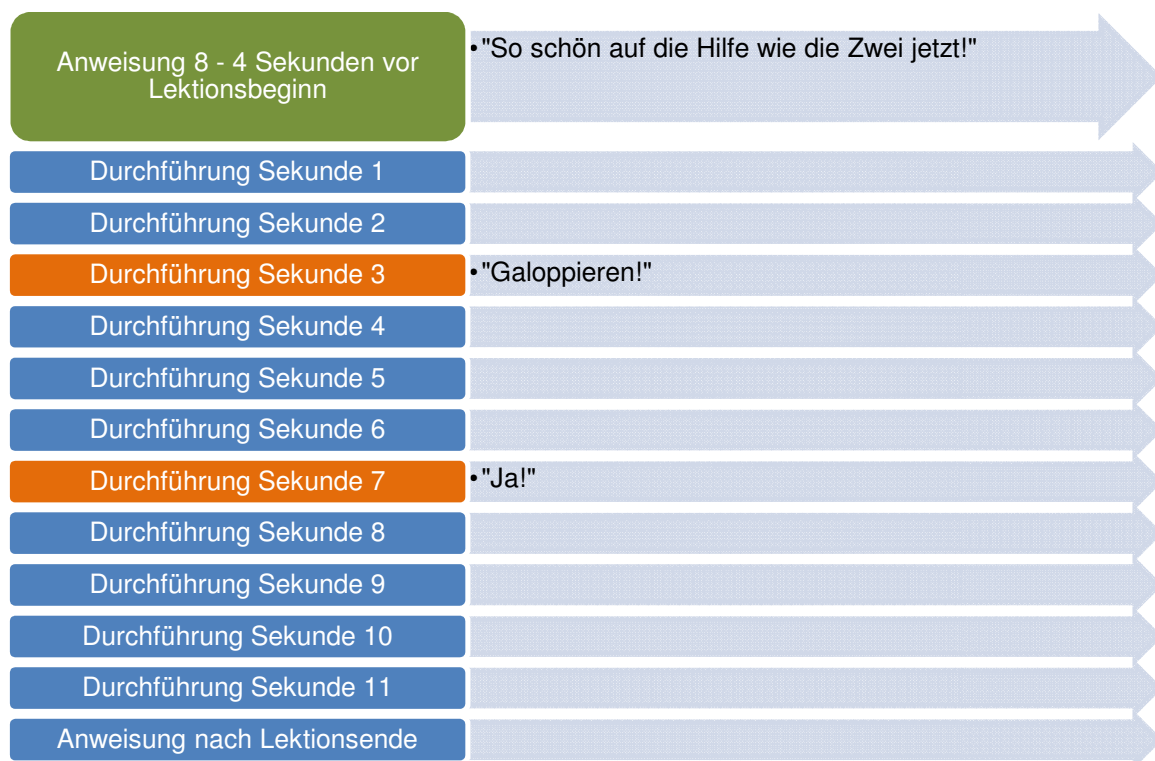 Anweisung 8 - 4 Sekunden vor
Lektionsbeginn
•"So schön auf die Hilfe wie die Zwei jetzt!"
Durchführung Sekunde 1
Durchführung Sekunde 2
Durchführung Sekunde 3
•"Galoppieren!"
Durchführung Sekunde 4
Durchführung Sekunde 5
Durchführung Sekunde 6
Durchführung Sekunde 7
•"Ja!"
Durchführung Sekunde 8
Durchführung Sekunde 9
Durchführung Sekunde 10
Durchführung Sekunde 11
Anweisung nach Lektionsende